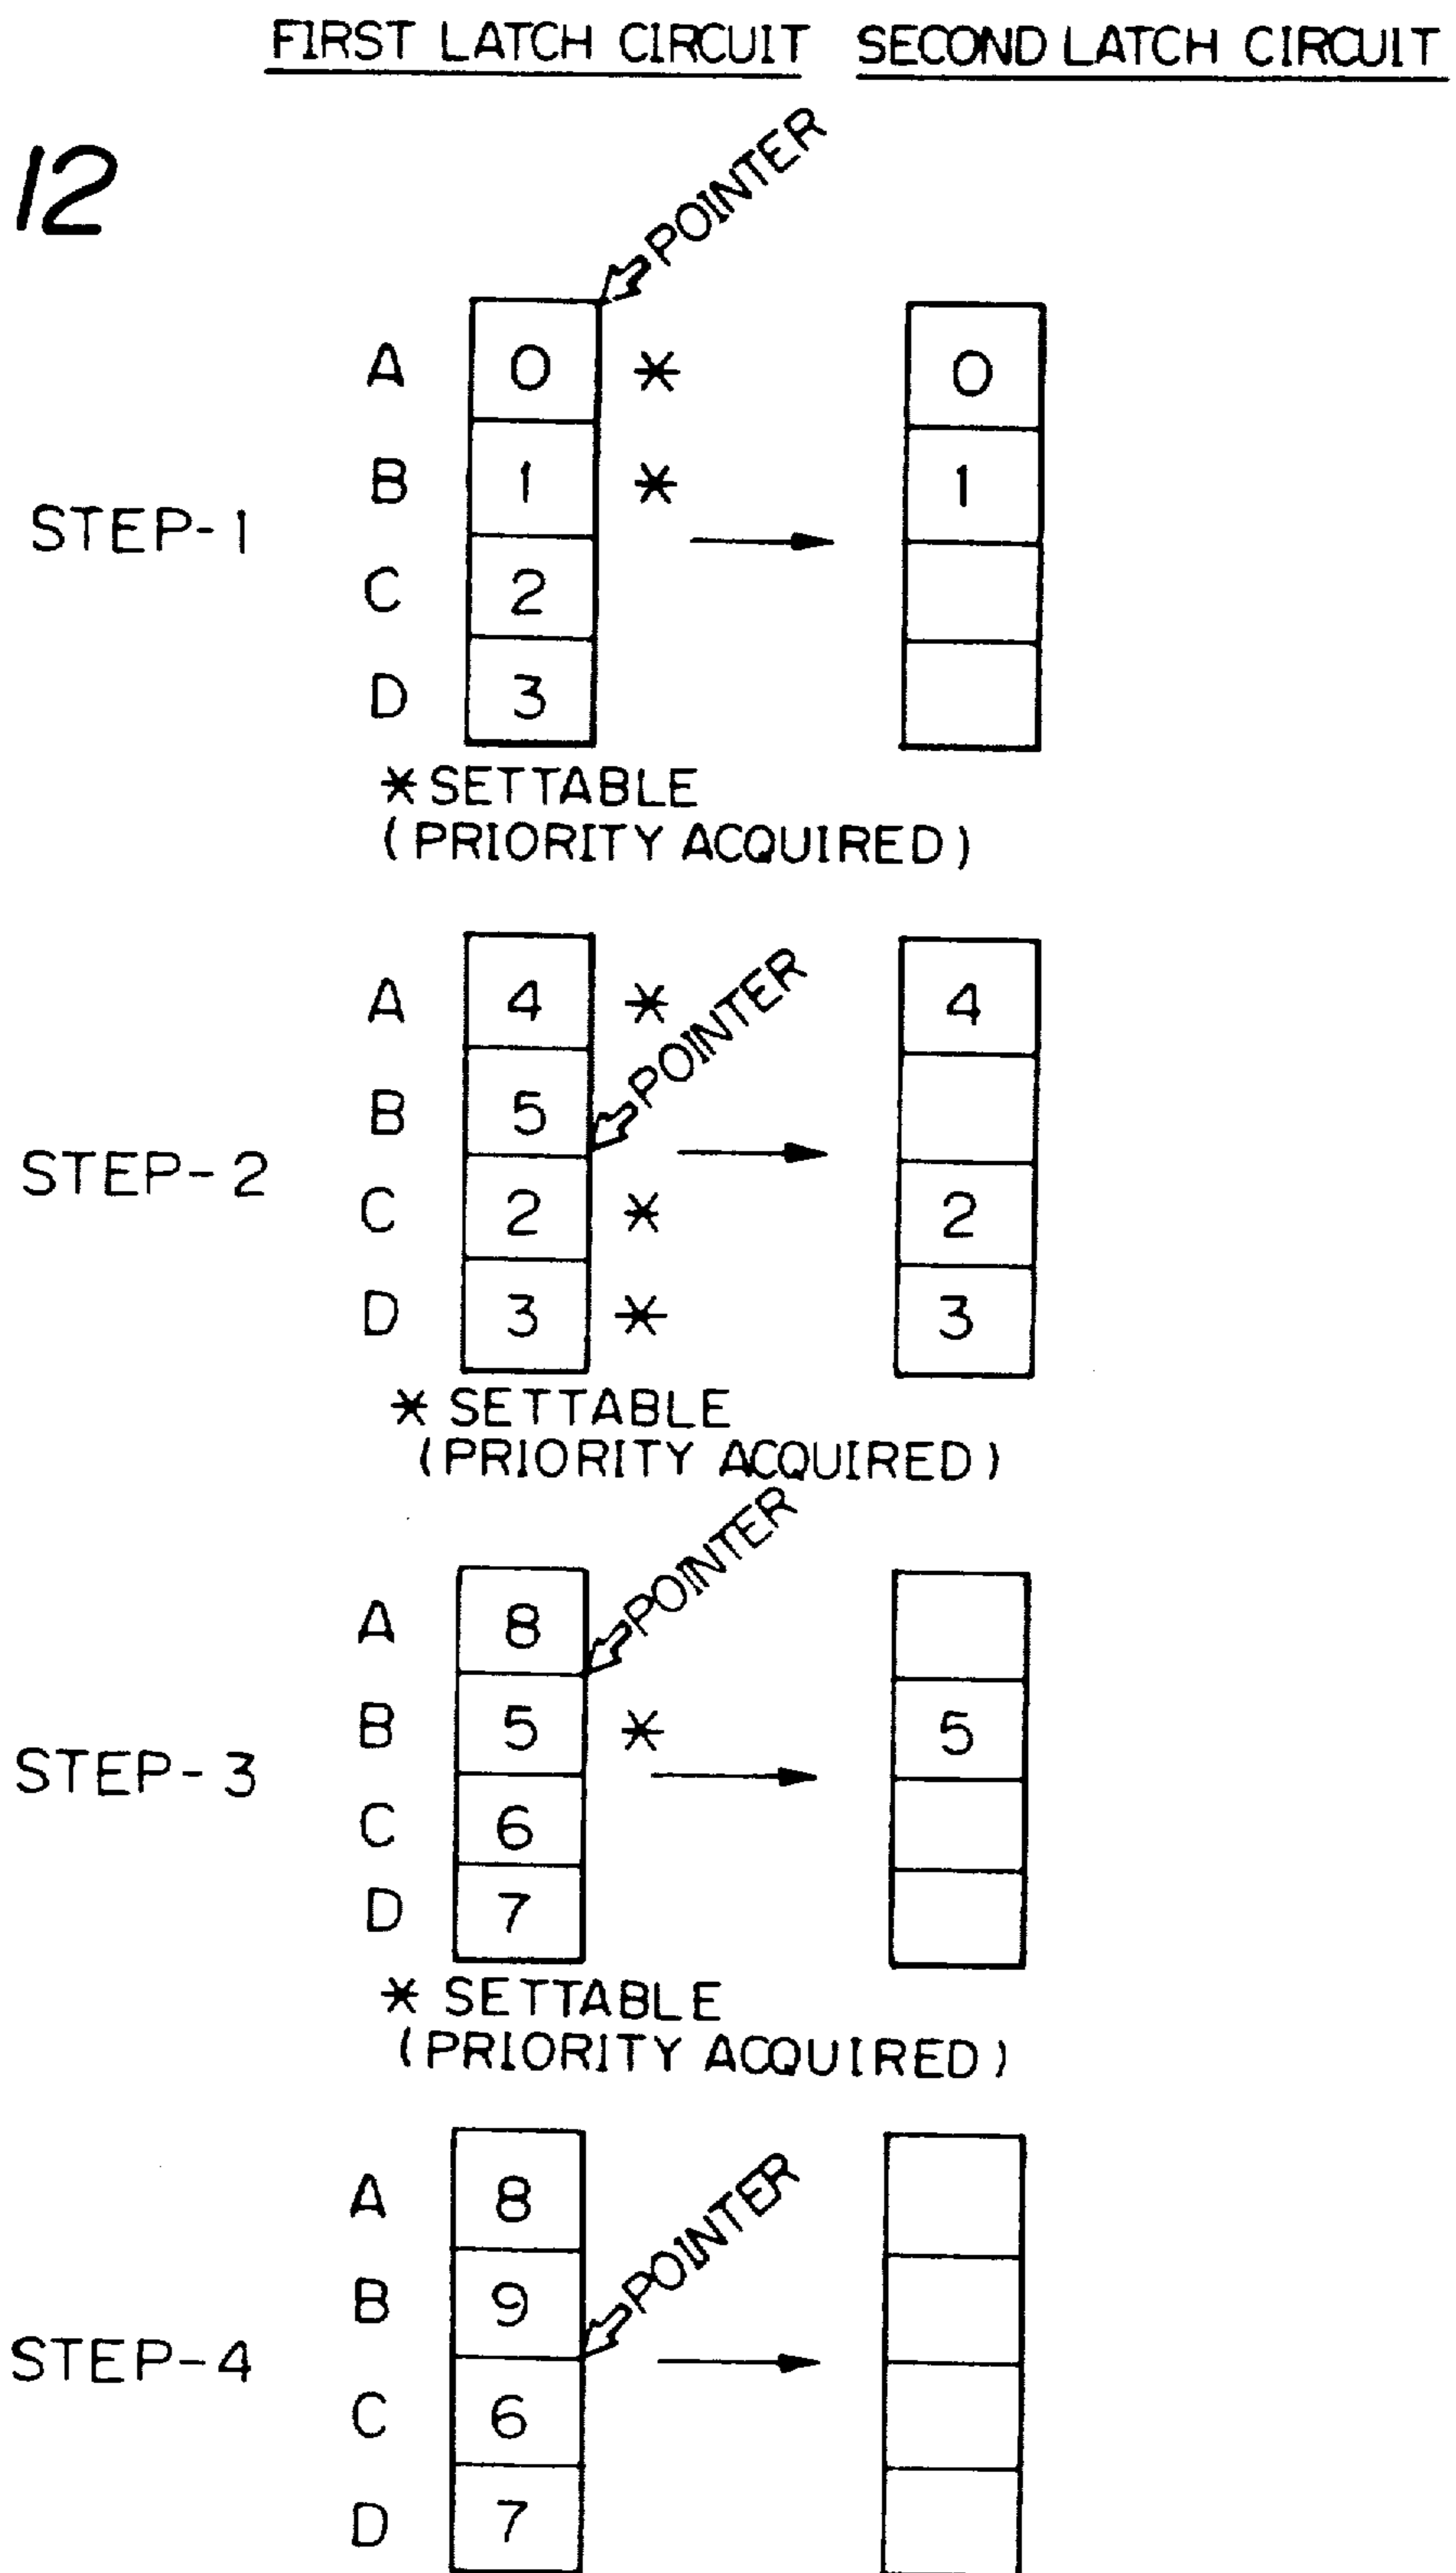 FIRST LATCH CIRCUIT SECOND LATCH CIRCUIT
12
POINTER
A 0 * 0
B 1 * 1
STEP-1
C 2
D 3
* SETTABLE
(PRIORITY ACQUIRED)
POINTER
A 4 * 4
B 5
STEP-2
C 2 * 2
D 3 * 3
* SETTABLE
(PRIORITY ACQUIRED)
POINTER
A 8
B 5 * 5
STEP-3
C 6
D 7
* SETTABLE
(PRIORITY ACQUIRED)
POINTER
A 8
B 9
STEP-4
C 6
D 7